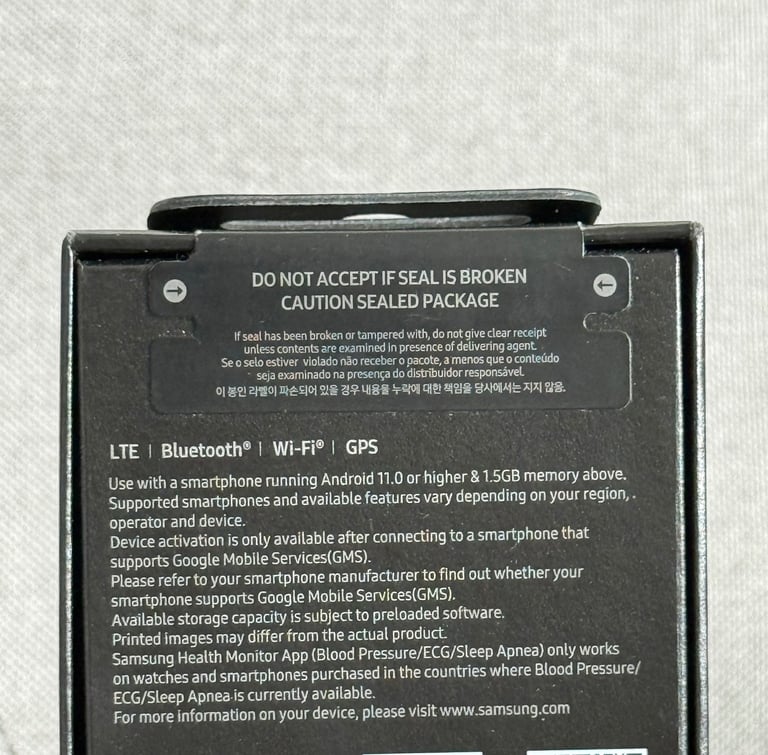 DO NOT ACCEPT IF SEAL IS BROKEN
CAUTION SEALED PACKAGE
If seal has been broken or tampered with, do not give clear receipt
unless contents are examined in presence of delivering agent.
Se o selo estiver violado não receber o pacote, a menos que o conteúdo
seja examinado na presença do distribuidor responsável.
이 봉인 라벨이 파손되어 있을 경우 내용물 누락에 대한 책임을 당사에서는 지지 않음.
LTE | Bluetooth® | Wi-Fi® | GPS
Use with a smartphone running Android 11.0 or higher & 1.5GB memory above.
Supported smartphones and available features vary depending on your region,
operator and device.
Device activation is only available after connecting to a smartphone that
supports Google Mobile Services(GMS).
Please refer to your smartphone manufacturer to find out whether your
smartphone supports Google Mobile Services(GMS).
Available storage capacity is subject to preloaded software.
Printed images may differ from the actual product.
Samsung Health Monitor App (Blood Pressure/ECG/Sleep Apnea) only works
on watches and smartphones purchased in the countries where Blood Pressure/
ECG/Sleep Apnea is currently available.
For more information on your device, please visit www.samsung.com